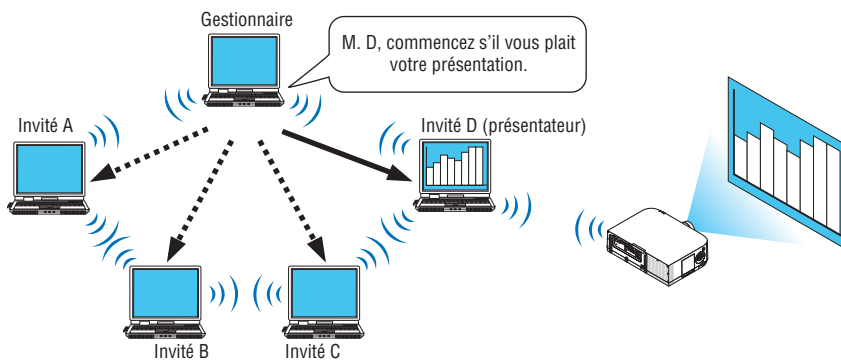 Gestionnaire
M. D, commencez s'il vous plait
votre présentation.
Invité A
Invité D (présentateur)
Invité B
Invité C